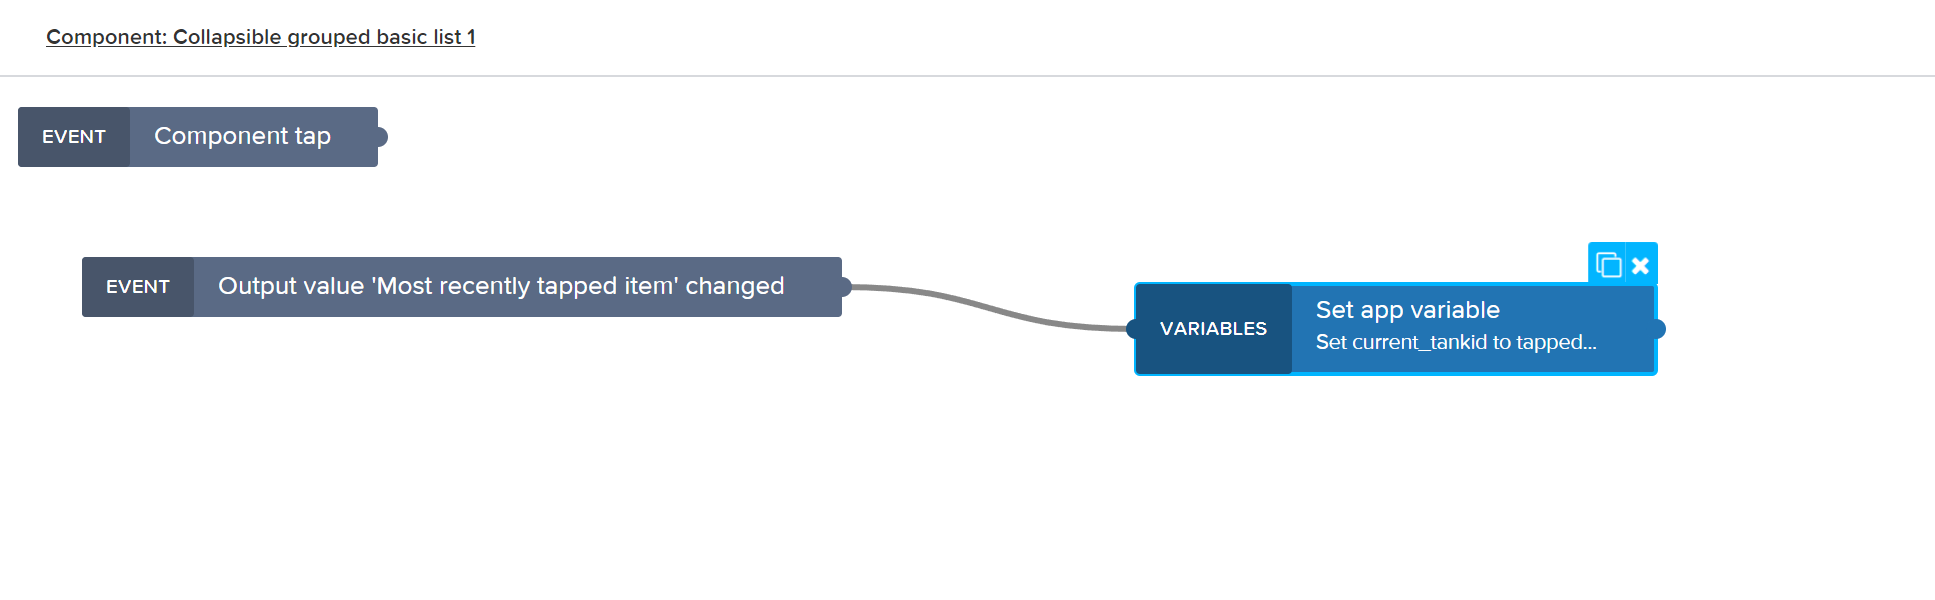 Component: Collapsible grouped basic list 1
EVENT Component tap
EVENT Output value 'Most recently tapped item' changed
VARIABLES
Set app variable
Set current_tankid to tapped...